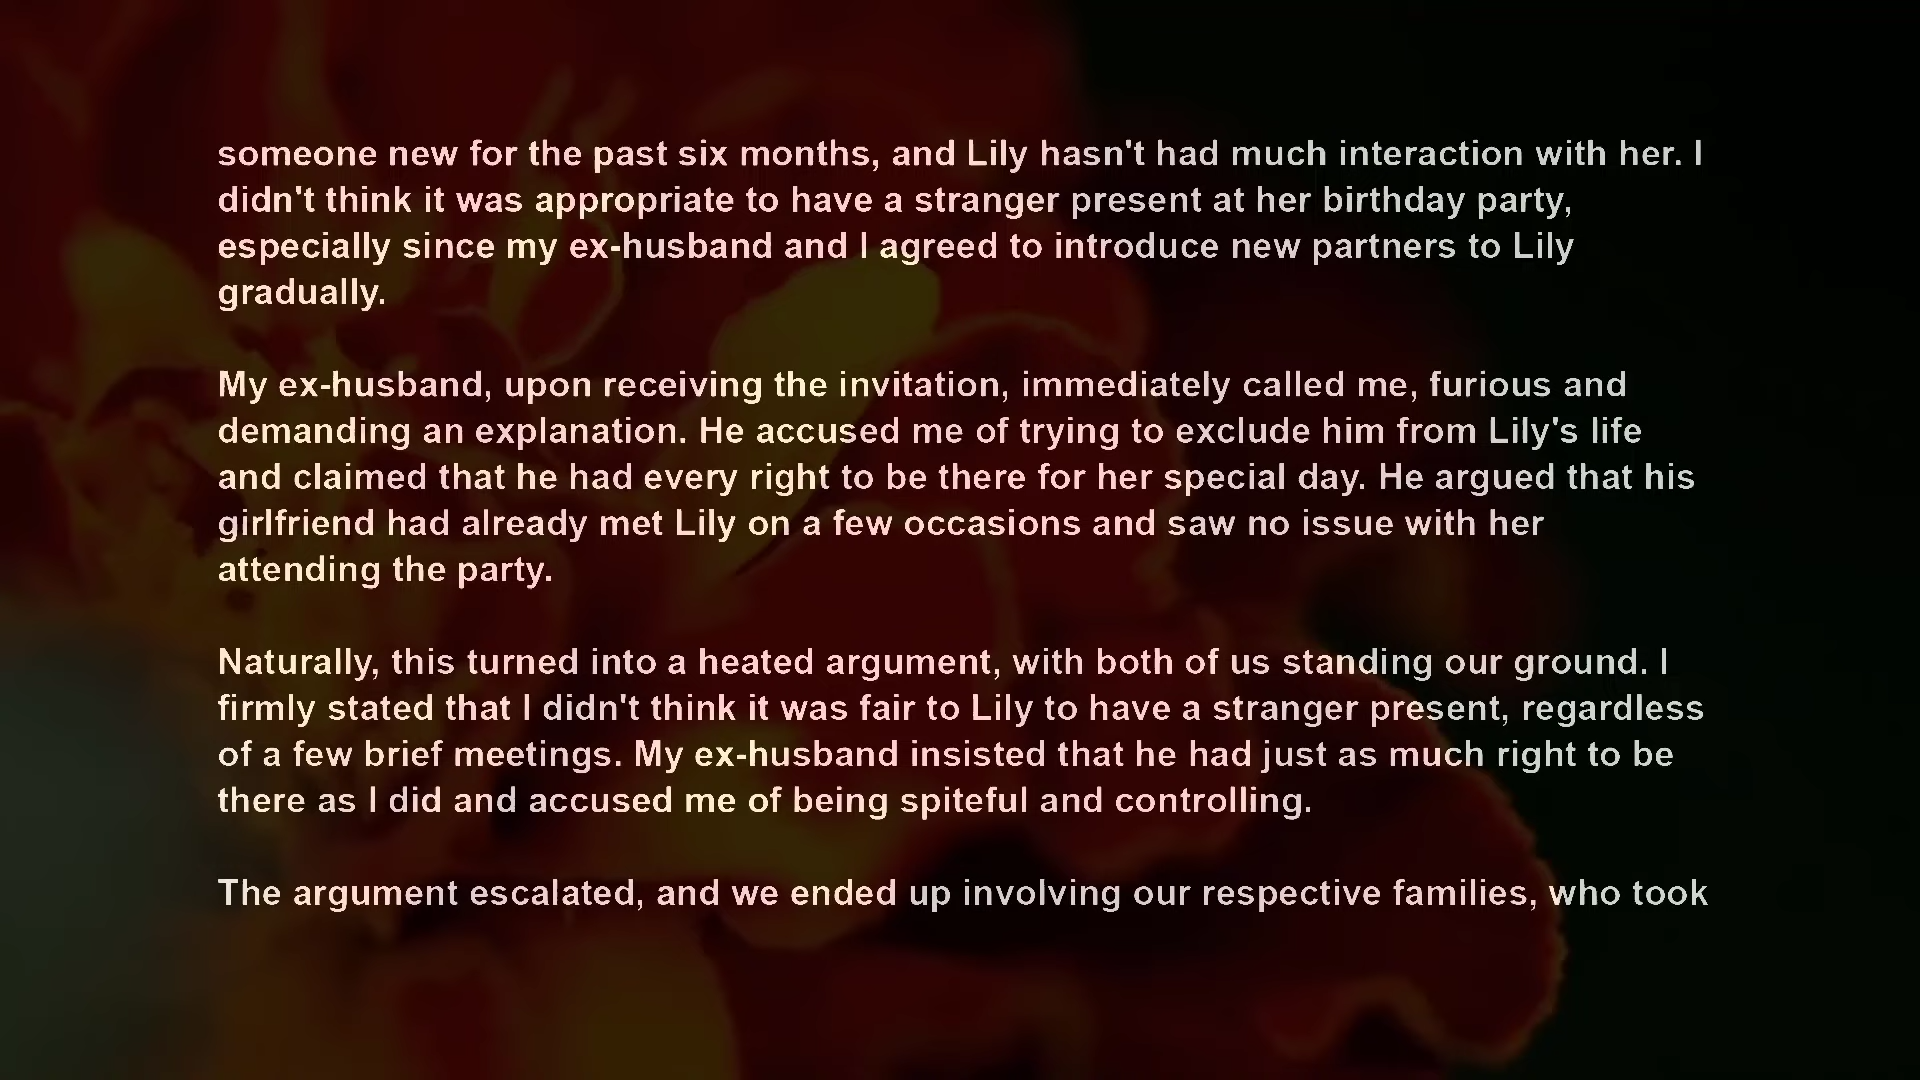 someone new for the past six months, and Lily hasn't had much interaction with her. I
didn't think it was appropriate to have a stranger present at her birthday party,
especially since my ex-husband and I agreed to introduce new partners to Lily
gradually.
My ex-husband, upon receiving the invitation, immediately called me, furious and
demanding an explanation. He accused me of trying to exclude him from Lily's life
and claimed that he had every right to be there for her special day. He argued that his
girlfriend had already met Lily on a few occasions and saw no issue with her
attending the party.
Naturally, this turned into a heated argument, with both of us standing our ground. I
firmly stated that I didn't think it was fair to Lily to have a stranger present, regardless
of a few brief meetings. My ex-husband insisted that he had just as much right to be
there as I did and accused me of being spiteful and controlling.
The argument escalated, and we ended up involving our respective families, who took